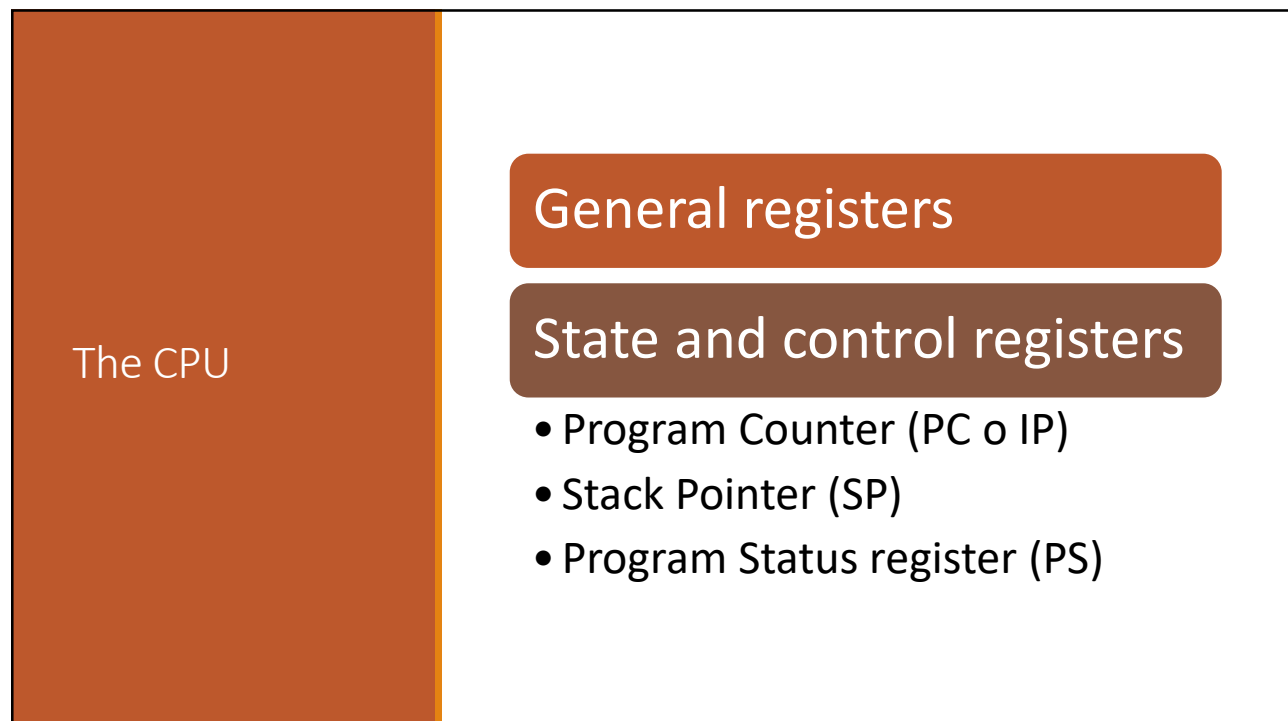 The CPU
General registers
State and control registers
• Program Counter (PC o IP)
• Stack Pointer (SP)
• Program Status register (PS)